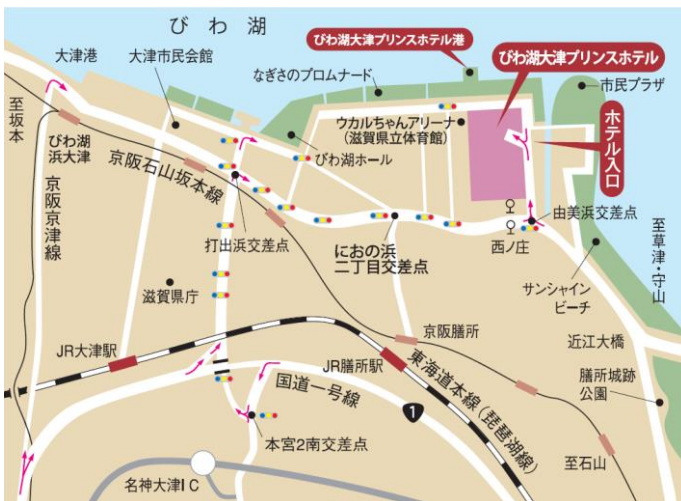 びわ湖
大津港
大津市民会館
びわ湖大津プリンスホテル港
びわ湖大津プリンスホテル
なぎさのプロムナード
市民プラザ
至坂本
びわ湖
浜大津
ウカルちゃんアリーナ
(滋賀県立体育館)
ホテル入口
びわ湖ホール
京阪石山坂本線
京阪京津線
打出浜交差点
におの浜
二丁目交差点
西ノ庄
由美浜交差点
至草津・守山
滋賀県庁
サンシャイン
ビーチ
JR大津駅
京阪膳所
近江大橋
JR膳所駅
東海道本線(琵琶湖線)
国道一号線
1
膳所城跡
公園
本宮2南交差点
至石山
名神大津IC